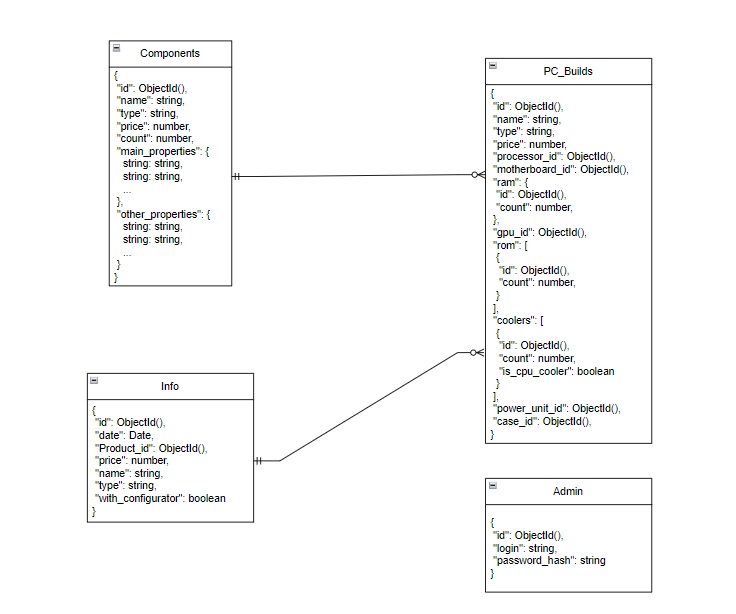 Components
{
"id": ObjectId(),
"name": string,
"type": string,
"price": number,
"count": number,
"main_properties": {
string: string,
string: string,
...
},
"other_properties": {
string: string,
string: string,
...
}
}
PC_Builds
{
"id": ObjectId(),
"name": string,
"type": string,
"price": number,
"processor_id": ObjectId(),
"motherboard_id": ObjectId(),
"ram": {
"id": ObjectId(),
"count": number,
},
"gpu_id": ObjectId(),
"rom": [
{
"id": ObjectId(),
"count": number,
}
],
"coolers": [
{
"id": ObjectId(),
"count": number,
"is_cpu_cooler": boolean
}
],
"power_unit_id": ObjectId(),
"case_id": ObjectId(),
}
Info
{
"id": ObjectId(),
"date": Date,
"Product_id": ObjectId(),
"price": number,
"name": string,
"type": string,
"with_configurator": boolean
}
Admin
{
"id": ObjectId(),
"login": string,
"password_hash": string
}